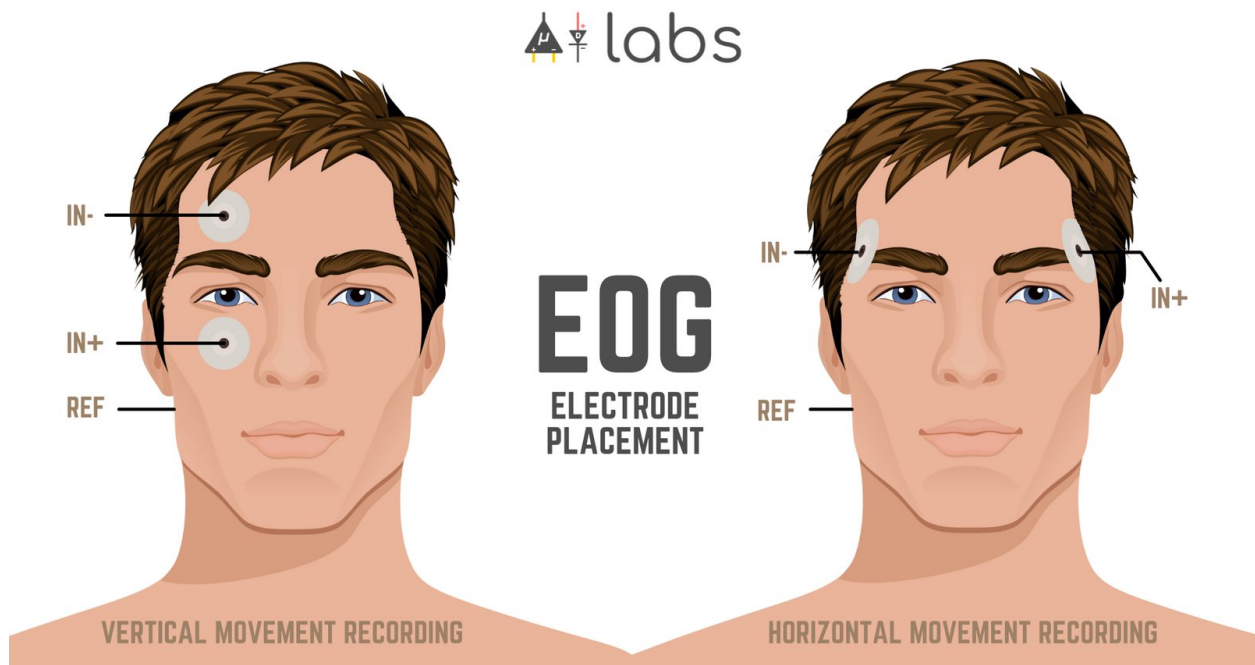 µ D labs
IN-
IN+
REF
VERTICAL MOVEMENT RECORDING
EOG
ELECTRODE
PLACEMENT
IN-
IN+
REF
HORIZONTAL MOVEMENT RECORDING